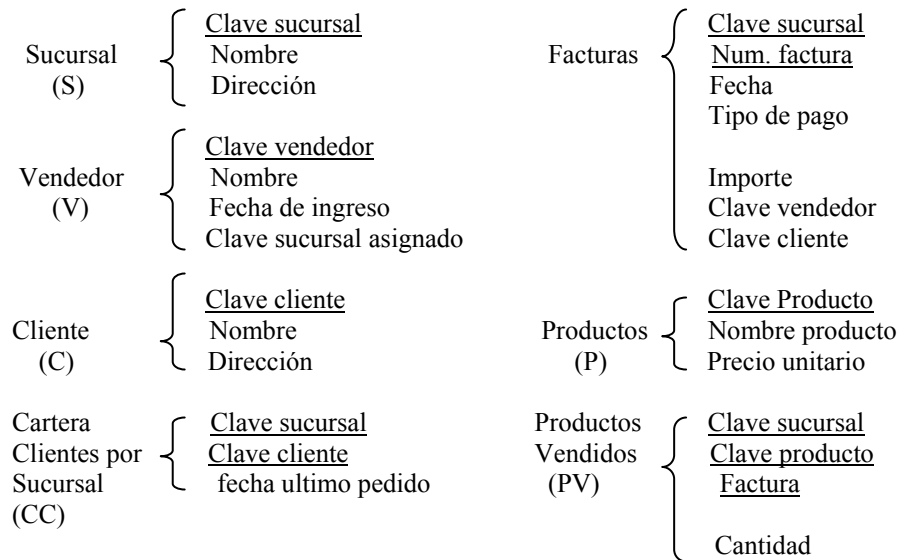 Sucursal
(S)
Clave sucursal
Nombre
Dirección
Facturas
Clave sucursal
Num. factura
Fecha
Tipo de pago
Importe
Clave vendedor
Clave cliente
Vendedor
(V)
Clave vendedor
Nombre
Fecha de ingreso
Clave sucursal asignado
Cliente
(C)
Clave cliente
Nombre
Dirección
Productos
(P)
Clave Producto
Nombre producto
Precio unitario
Cartera
Clientes por
Sucursal
(CC)
Clave sucursal
Clave cliente
fecha ultimo pedido
Productos
Vendidos
(PV)
Clave sucursal
Clave producto
Factura
Cantidad